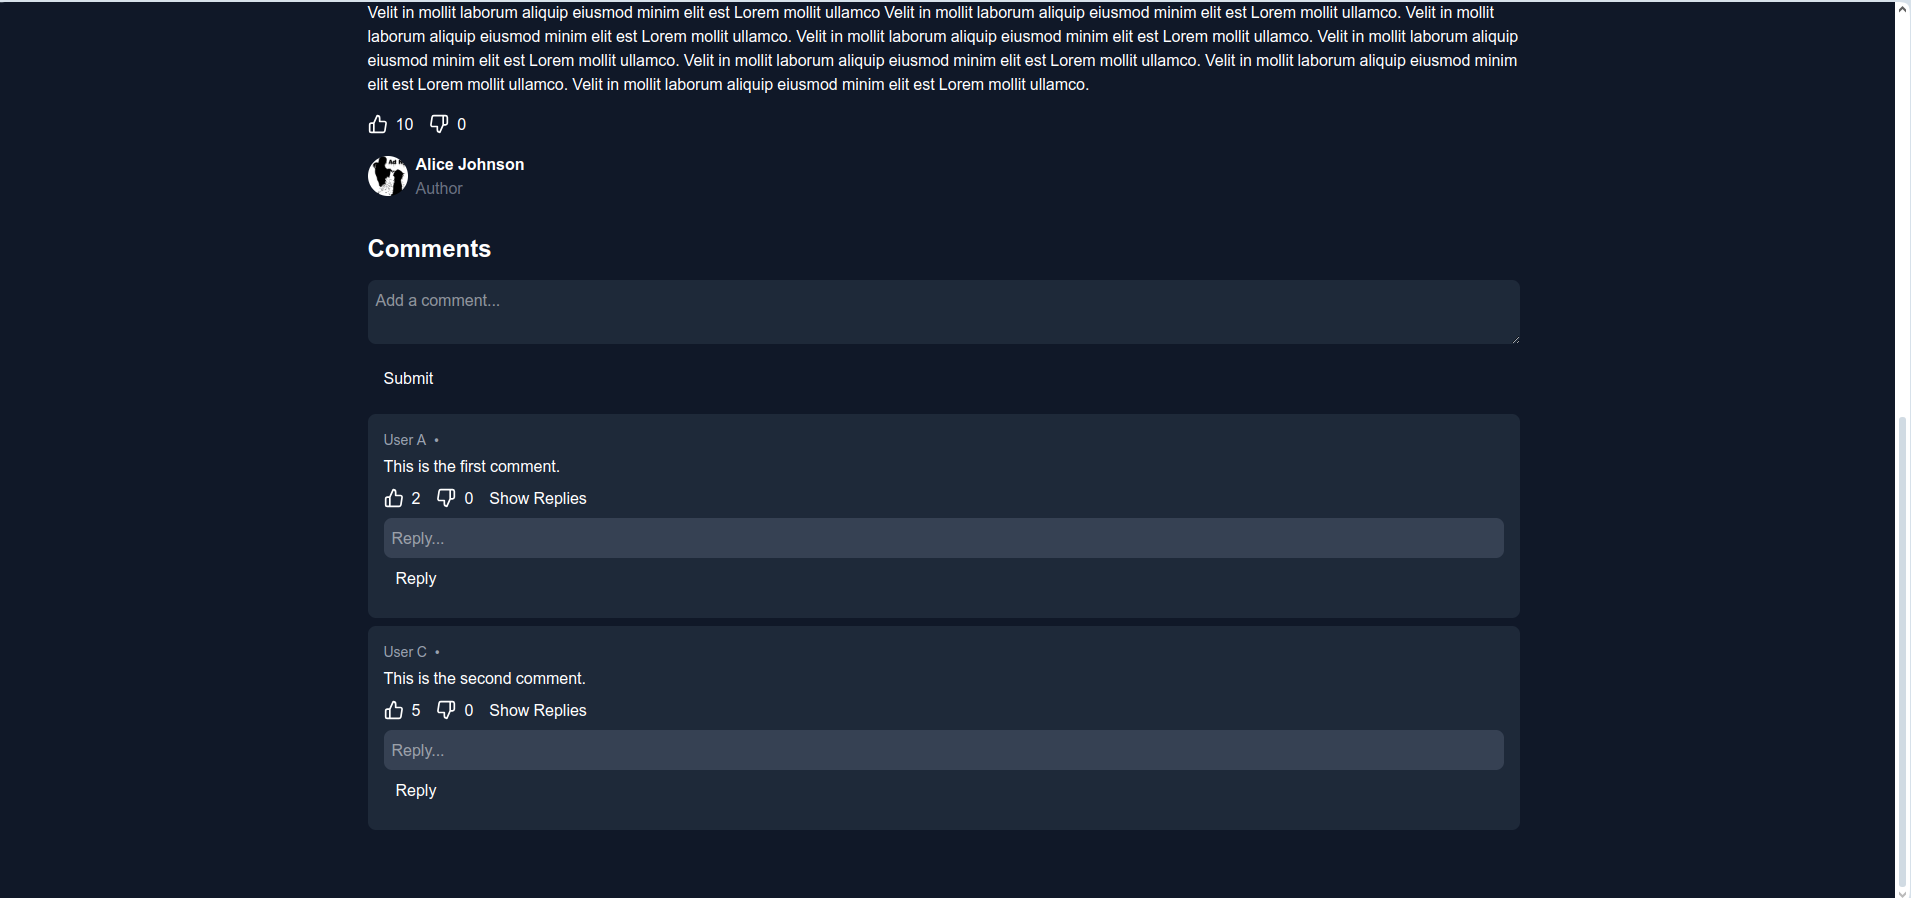 Velit in mollit laborum aliquip eiusmod minim elit est Lorem mollit ullamco Velit in mollit laborum aliquip eiusmod minim elit est Lorem mollit ullamco. Velit in mollit
laborum aliquip eiusmod minim elit est Lorem mollit ullamco. Velit in mollit laborum aliquip eiusmod minim elit est Lorem mollit ullamco. Velit in mollit laborum aliquip
eiusmod minim elit est Lorem mollit ullamco. Velit in mollit laborum aliquip eiusmod minim elit est Lorem mollit ullamco. Velit in mollit laborum aliquip eiusmod minim
elit est Lorem mollit ullamco. Velit in mollit laborum aliquip eiusmod minim elit est Lorem mollit ullamco.
10 0
Alice Johnson
Author
Comments
Add a comment...
Submit
User A •
This is the first comment.
2 0 Show Replies
Reply...
Reply
User C •
This is the second comment.
5 0 Show Replies
Reply...
Reply